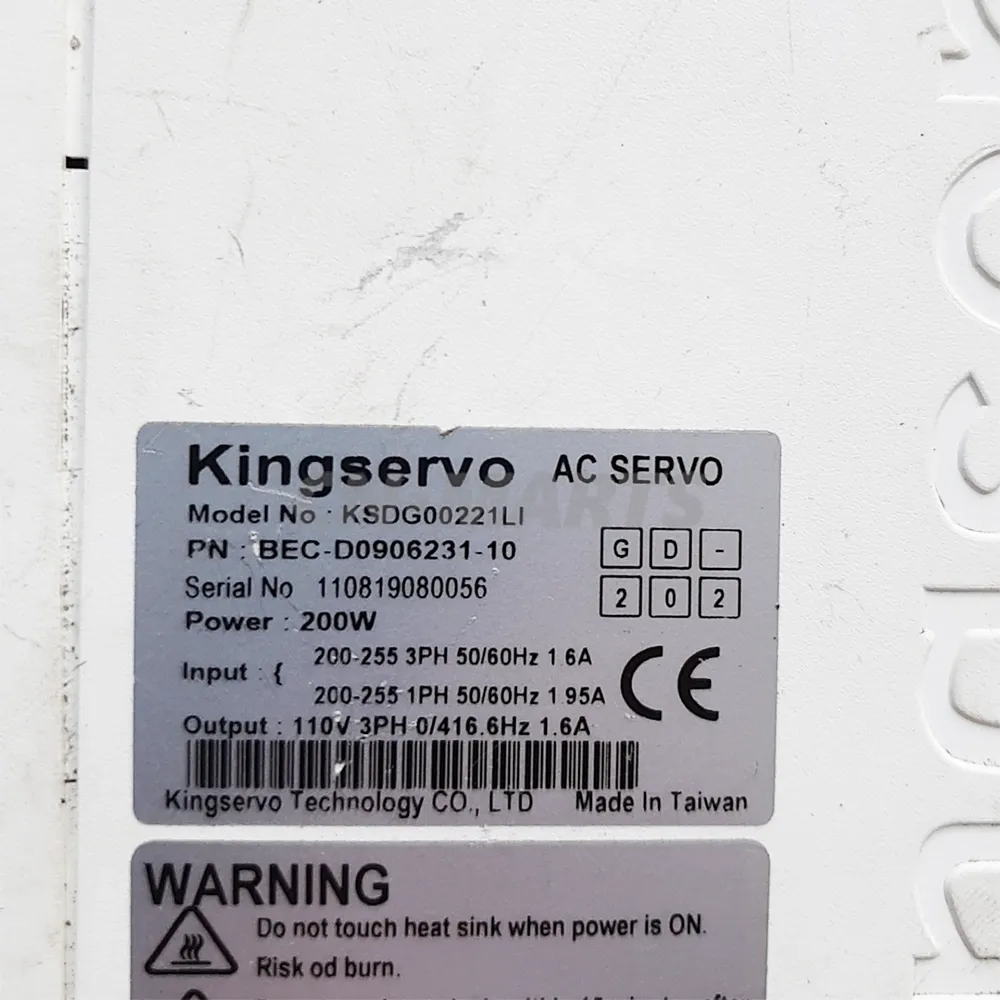 Kingservo AC SERVO
Model No : KSDG00221LI
PN : BEC-D0906231-10
G D -
Serial No 110819080056
2 0 2
Power : 200W
Input : { 200-255 3PH 50/60Hz 1.6A
200-255 1PH 50/60Hz 1.95A
CE
Output : 110V 3PH 0/416.6Hz 1.6A
Kingservo Technology CO., LTD Made In Taiwan
WARNING
Do not touch heat sink when power is ON.
Risk od burn.